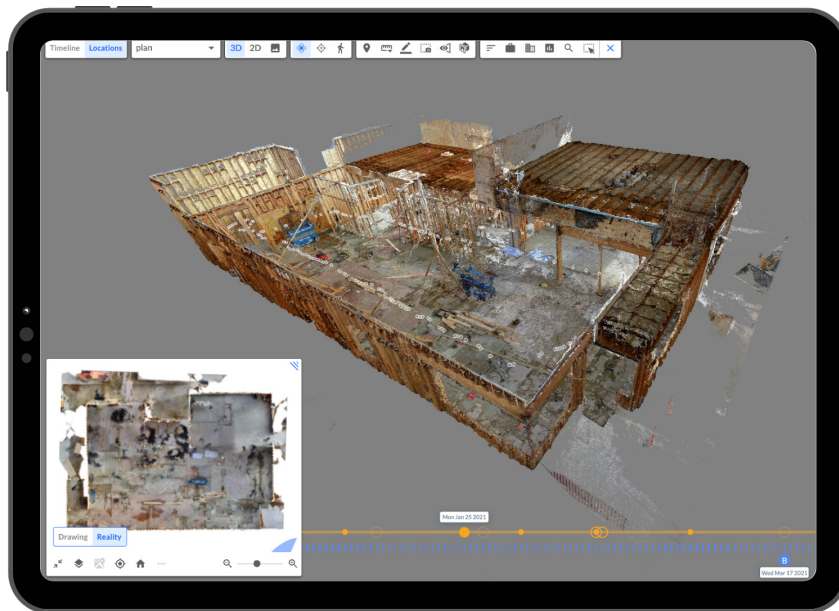 Timeline Locations plan 3D 2D
Mon Jan 25 2021
Drawing Reality
B
Wed Mar 17 2021